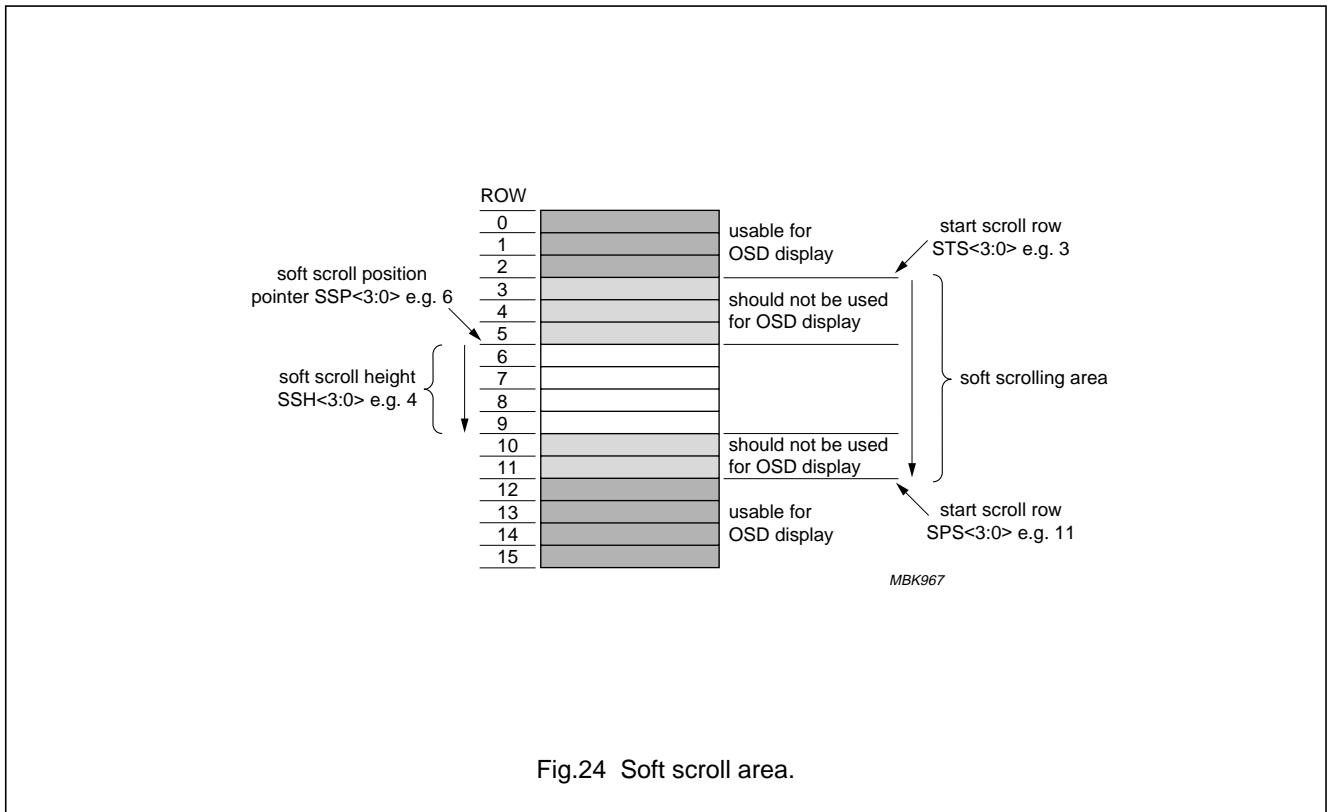 ROW
0
1
2
3
4
5
6
7
8
9
10
11
12
13
14
15
soft scroll position
pointer SSP<3:0> e.g. 6
soft scroll height
SSH<3:0> e.g. 4
usable for
OSD display
should not be used
for OSD display
should not be used
for OSD display
usable for
OSD display
start scroll row
STS<3:0> e.g. 3
soft scrolling area
start scroll row
SPS<3:0> e.g. 11
MBK967
Fig.24 Soft scroll area.